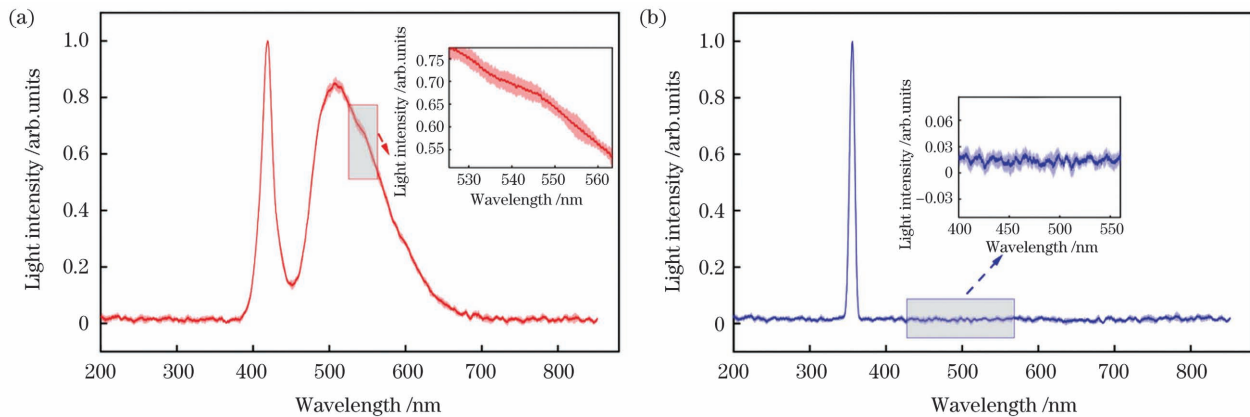 (a)
Light intensity /arb.units
1.0
0.8
0.6
0.4
0.2
0
200 300 400 500 600 700 800
Wavelength /nm
Light intensity /arb.units
0.75
0.70
0.65
0.60
0.55
530 540 550 560
Wavelength /nm
(b)
Light intensity /arb.units
1.0
0.8
0.6
0.4
0.2
0
200 300 400 500 600 700 800
Wavelength /nm
Light intensity /arb.units
0.06
0.03
0
−0.03
400 450 500 550
Wavelength /nm